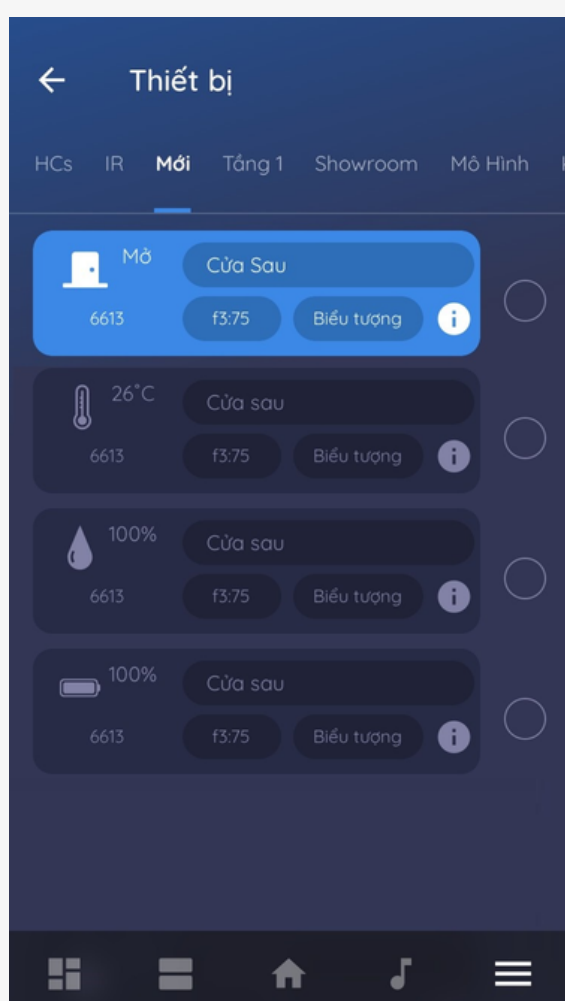 Thiết bị
HCs IR Mới Tầng 1 Showroom Mô Hình
Mở Cửa Sau
6613 f3:75 Biểu tượng i
26°C Cửa sau
6613 f3:75 Biểu tượng i
100% Cửa sau
6613 f3:75 Biểu tượng i
100% Cửa sau
6613 f3:75 Biểu tượng i